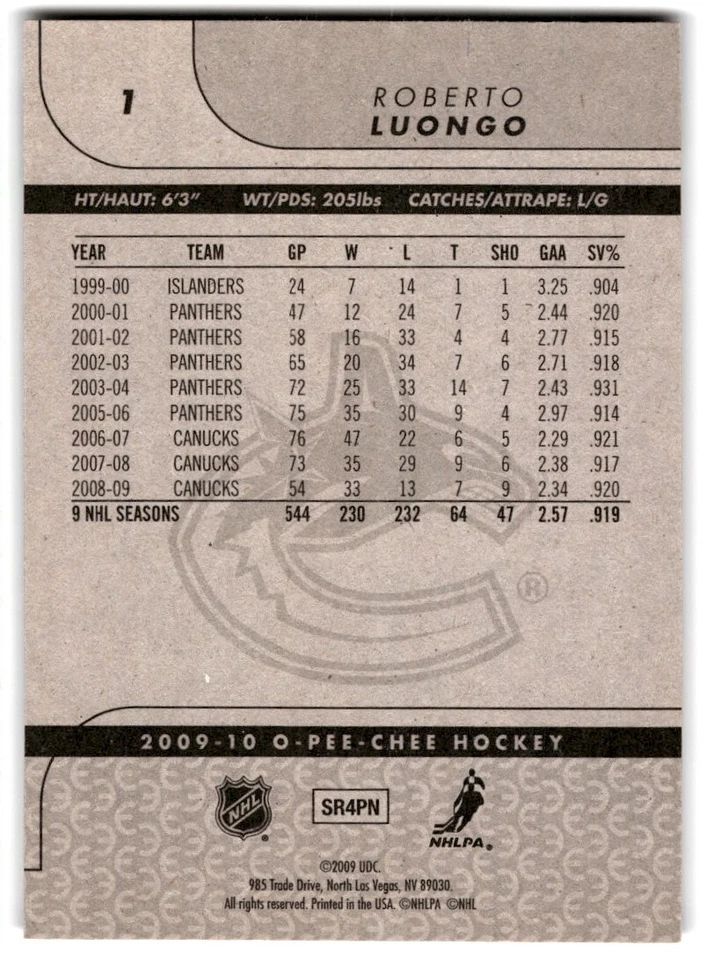 1
ROBERTO
LUONGO
HT/HAUT: 6'3" WT/PDS: 205lbs CATCHES/ATTRAPE: L/G
YEAR TEAM GP W L T SHO GAA SV%
1999-00 ISLANDERS 24 7 14 1 1 3.25 .904
2000-01 PANTHERS 47 12 24 7 5 2.44 .920
2001-02 PANTHERS 58 16 33 4 4 2.77 .915
2002-03 PANTHERS 65 20 34 7 6 2.71 .918
2003-04 PANTHERS 72 25 33 14 7 2.43 .931
2005-06 PANTHERS 75 35 30 9 4 2.97 .914
2006-07 CANUCKS 76 47 22 6 5 2.29 .921
2007-08 CANUCKS 73 35 29 9 6 2.38 .917
2008-09 CANUCKS 54 33 13 7 9 2.34 .920
9 NHL SEASONS 544 230 232 64 47 2.57 .919
®
2009-10 O-PEE-CHEE HOCKEY
NHL® SR4PN NHLPA®
©2009 UDC.
985 Trade Drive, North Las Vegas, NV 89030.
All rights reserved. Printed in the USA. ©NHLPA ©NHL